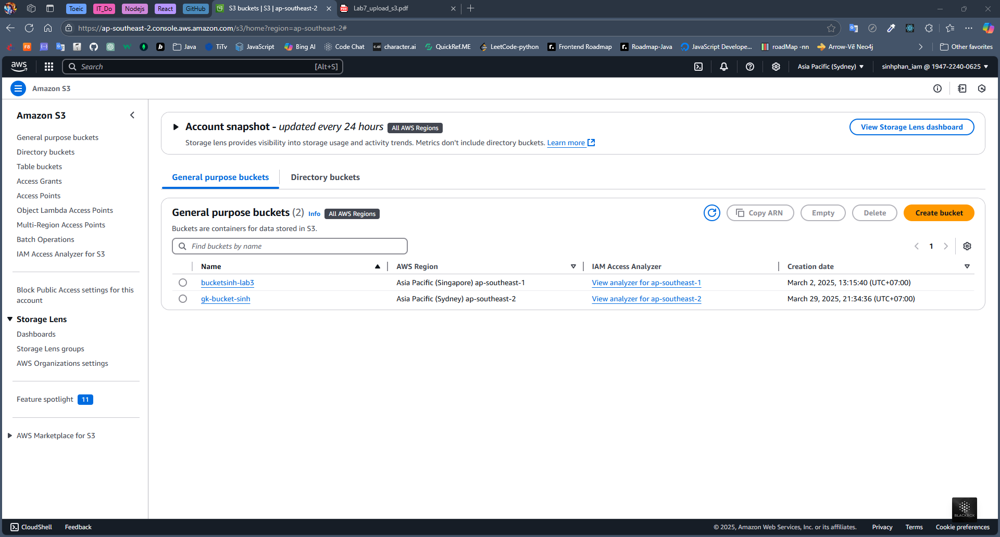 Toeic
IT_Do
Nodejs
React
GitHub
S3 buckets | S3 | ap-southeast-2
Lab7_upload_s3.pdf
https://ap-southeast-2.console.aws.amazon.com/s3/home?region=ap-southeast-2#
Java
TiTv
JavaScript
Bing AI
Code Chat
character.ai
QuickRef.ME
LeetCode-python
Frontend Roadmap
Roadmap-Java
JavaScript Develope...
roadMap -nn
Arrow-Vẽ Neo4j
Other favorites
aws
Search
[Alt+S]
Asia Pacific (Sydney)
sinhphan_iam @ 1947-2240-0625
Amazon S3
Amazon S3
General purpose buckets
Directory buckets
Table buckets
Access Grants
Access Points
Object Lambda Access Points
Multi-Region Access Points
Batch Operations
IAM Access Analyzer for S3
Block Public Access settings for this
account
Storage Lens
Dashboards
Storage Lens groups
AWS Organizations settings
Feature spotlight 11
AWS Marketplace for S3
Account snapshot - updated every 24 hours All AWS Regions
Storage lens provides visibility into storage usage and activity trends. Metrics don't include directory buckets. Learn more
View Storage Lens dashboard
General purpose buckets
Directory buckets
General purpose buckets (2) Info All AWS Regions
Copy ARN
Empty
Delete
Create bucket
Buckets are containers for data stored in S3.
Find buckets by name
1
Name AWS Region IAM Access Analyzer Creation date
bucketsinh-lab3 Asia Pacific (Singapore) ap-southeast-1 View analyzer for ap-southeast-1 March 2, 2025, 13:15:40 (UTC+07:00)
gk-bucket-sinh Asia Pacific (Sydney) ap-southeast-2 View analyzer for ap-southeast-2 March 29, 2025, 21:34:36 (UTC+07:00)
BLACKBOX
CloudShell
Feedback
© 2025, Amazon Web Services, Inc. or its affiliates.
Privacy
Terms
Cookie preferences